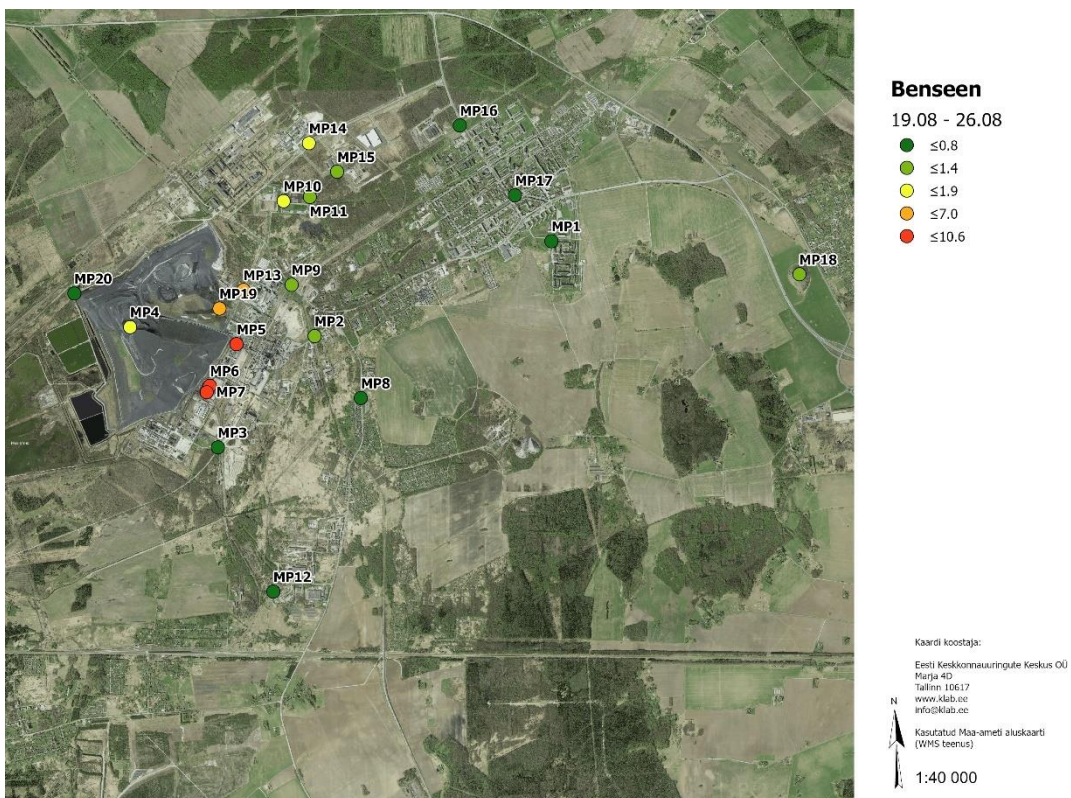 Benseen
19.08 - 26.08
≤0.8
≤1.4
≤1.9
≤7.0
≤10.6
MP16
MP14
MP15
MP10
MP11
MP17
MP1
MP18
MP20
MP13
MP9
MP19
MP4
MP5
MP2
MP6
MP7
MP8
MP3
MP12
Kaardi koostaja:
Eesti Keskkonnauuringute Keskus OÜ
Marja 4D
Tallinn 10617
www.klab.ee
info@klab.ee
N
Kasutatud Maa-ameti aluskaarti
(WMS teenus)
1:40 000